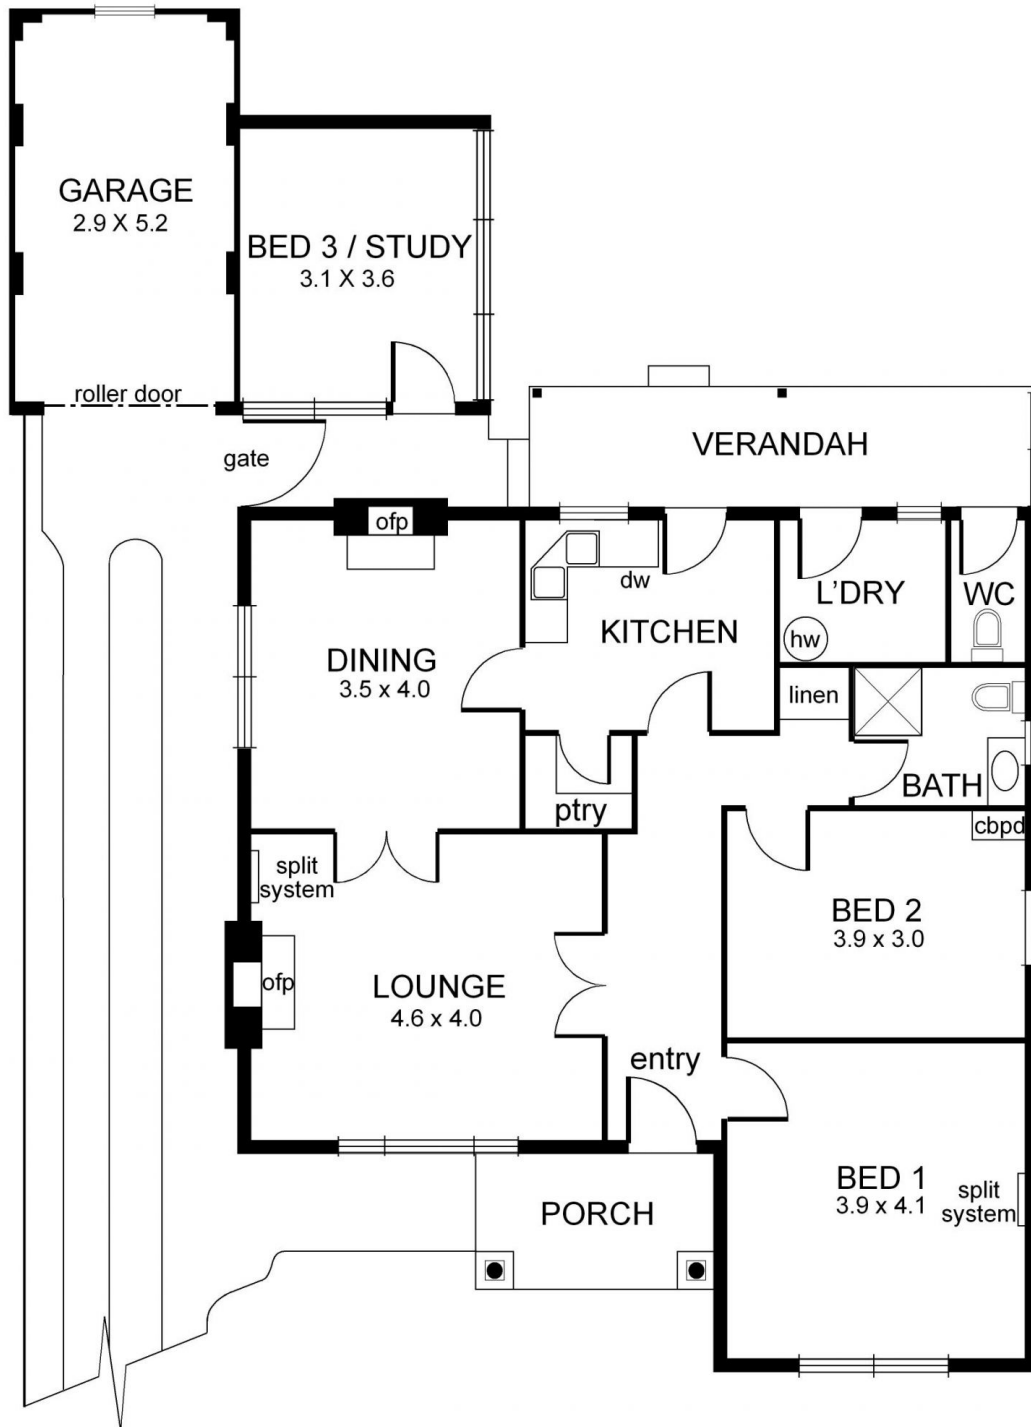 GARAGE
2.9 X 5.2
BED 3 / STUDY
3.1 X 3.6
roller door
gate
VERANDAH
ofp
dw
KITCHEN
L'DRY
hw
WC
DINING
3.5 x 4.0
linen
BATH
ptry
cbpd
split
system
BED 2
3.9 x 3.0
ofp
LOUNGE
4.6 x 4.0
entry
BED 1
3.9 x 4.1
split
system
PORCH